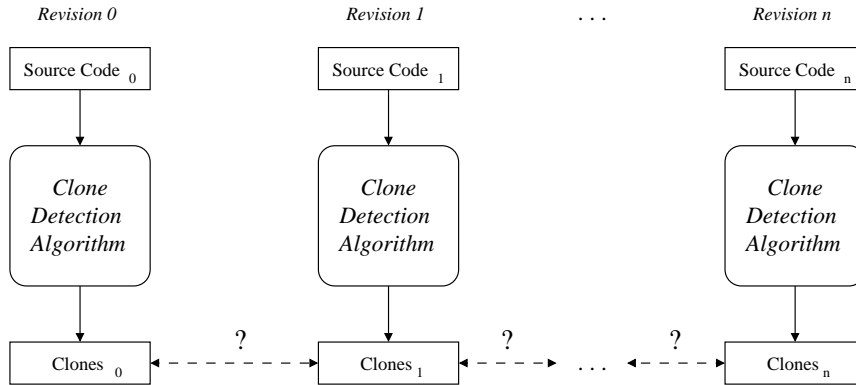 Revision 0 Revision 1 . . . Revision n
Source Code 0 Source Code 1 Source Code n
Clone Clone Clone
Detection Detection Detection
Algorithm Algorithm Algorithm
? ? ?
Clones 0 Clones 1 . . . Clones n